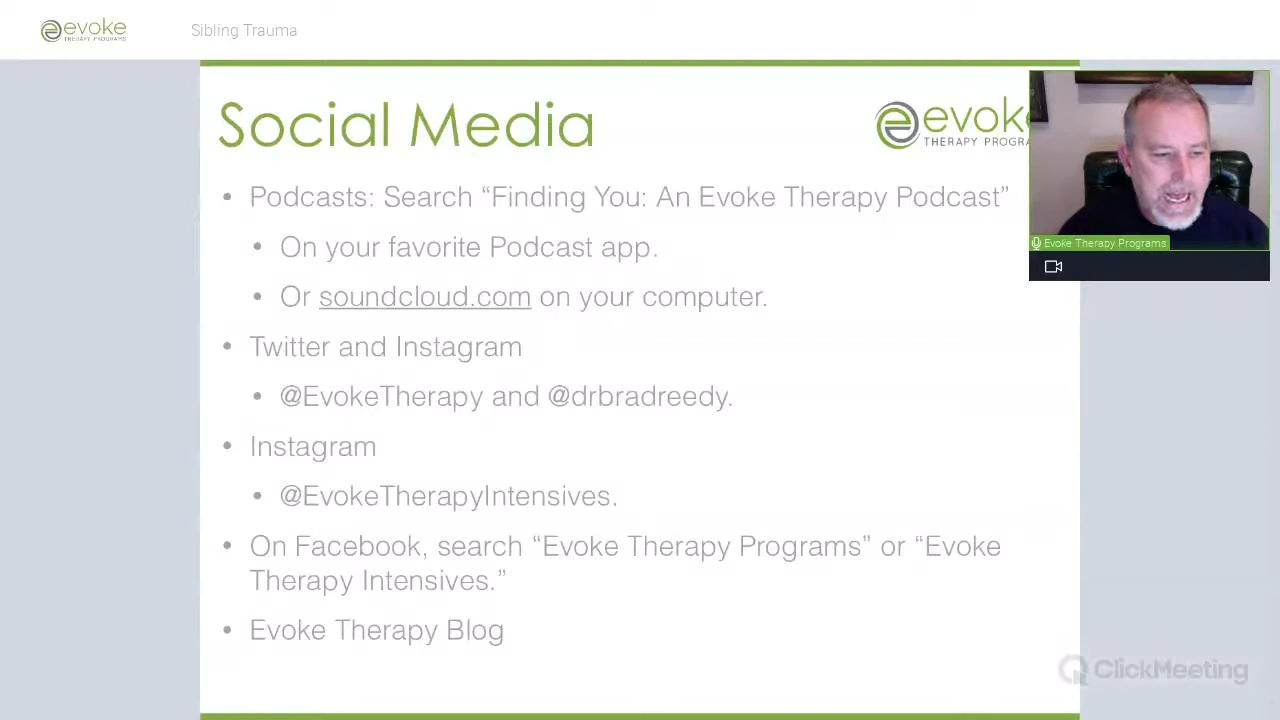 evoke
THERAPY PROGRAMS
Sibling Trauma
Social Media
evoke
THERAPY PROGRA
• Podcasts: Search “Finding You: An Evoke Therapy Podcast”
• On your favorite Podcast app.
• Or soundcloud.com on your computer.
• Twitter and Instagram
• @EvokeTherapy and @drbradreedy.
• Instagram
• @EvokeTherapyIntensives.
• On Facebook, search “Evoke Therapy Programs” or “Evoke
Therapy Intensives.”
• Evoke Therapy Blog
Evoke Therapy Programs
ClickMeeting